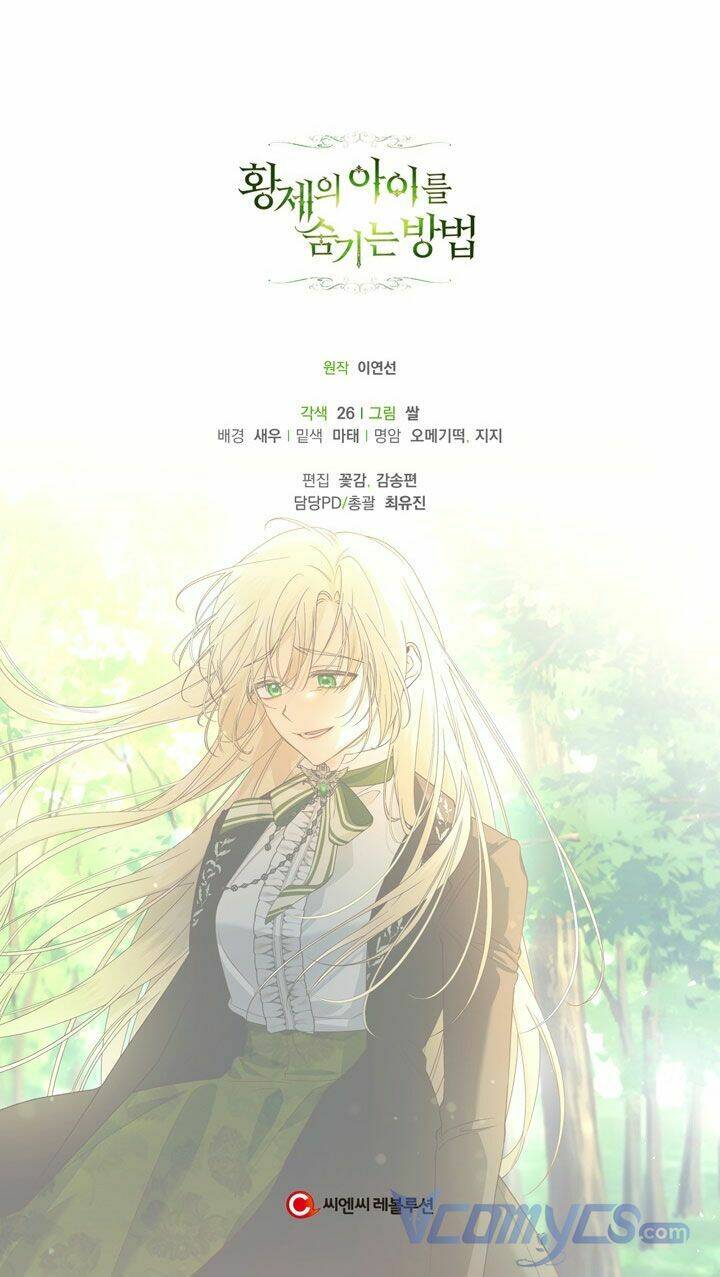 황제의 아이를
숨기는 방법
원작 이연선
각색 26 | 그림 쌀
배경 새우 | 밑색 마태 | 명암 오메기떡, 지지
편집 꽃감, 감송편
담당PD/총괄 최유진
C 씨엔씨레볼루션
VCOMYCS.com